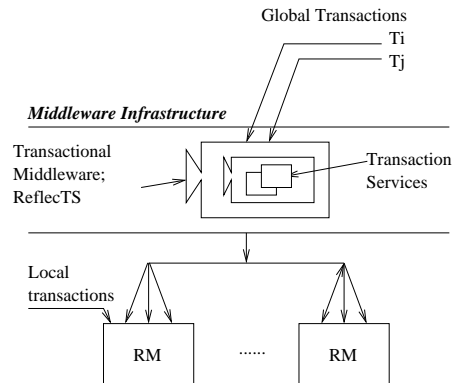 Global Transactions
Ti
Tj
Middleware Infrastructure
Transactional
Middleware;
ReflecTS
Transaction
Services
Local
transactions
RM
......
RM